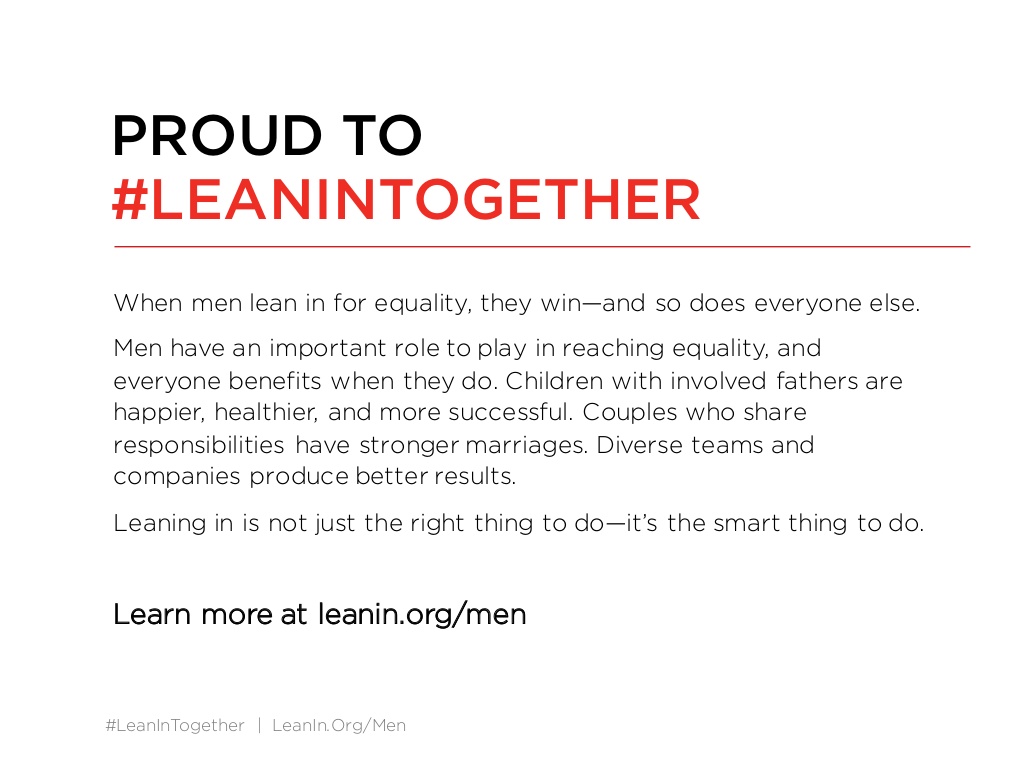 PROUD TO
#LEANINTOGETHER
When men lean in for equality, they win—and so does everyone else.
Men have an important role to play in reaching equality, and
everyone benefits when they do. Children with involved fathers are
happier, healthier, and more successful. Couples who share
responsibilities have stronger marriages. Diverse teams and
companies produce better results.
Leaning in is not just the right thing to do—it’s the smart thing to do.
Learn more at leanin.org/men
#LeanInTogether | LeanIn.Org/Men